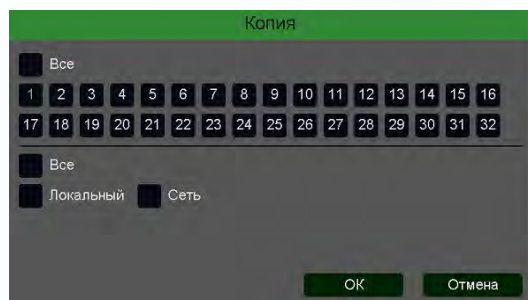 Копия
Все
1 2 3 4 5 6 7 8 9 10 11 12 13 14 15 16
17 18 19 20 21 22 23 24 25 26 27 28 29 30 31 32
Все
Локальный Сеть
ОК Отмена